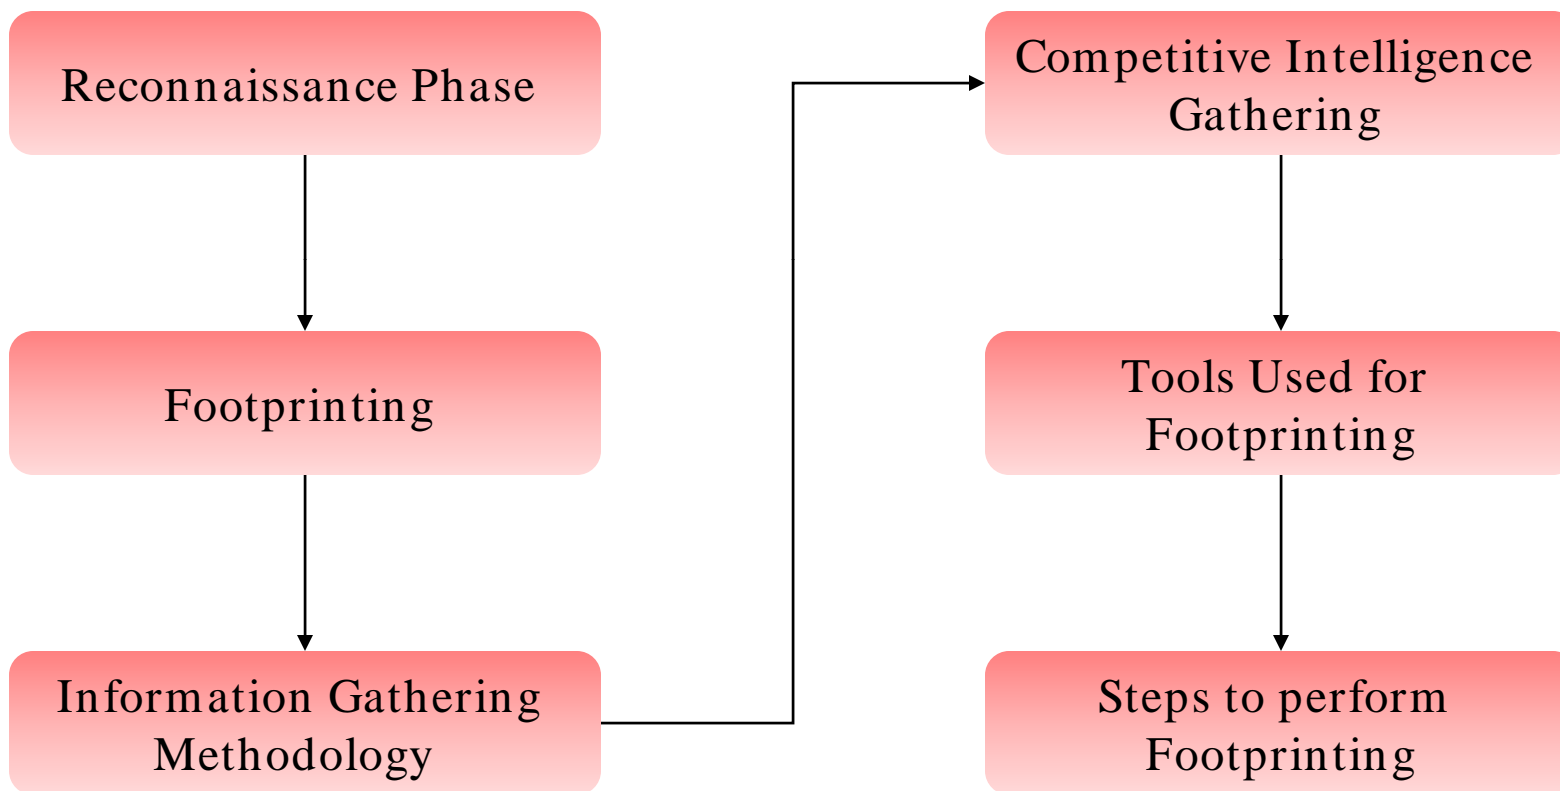 Reconnaissance Phase
Footprinting
Information Gathering
Methodology
Competitive Intelligence
Gathering
Tools Used for
Footprinting
Steps to perform
Footprinting